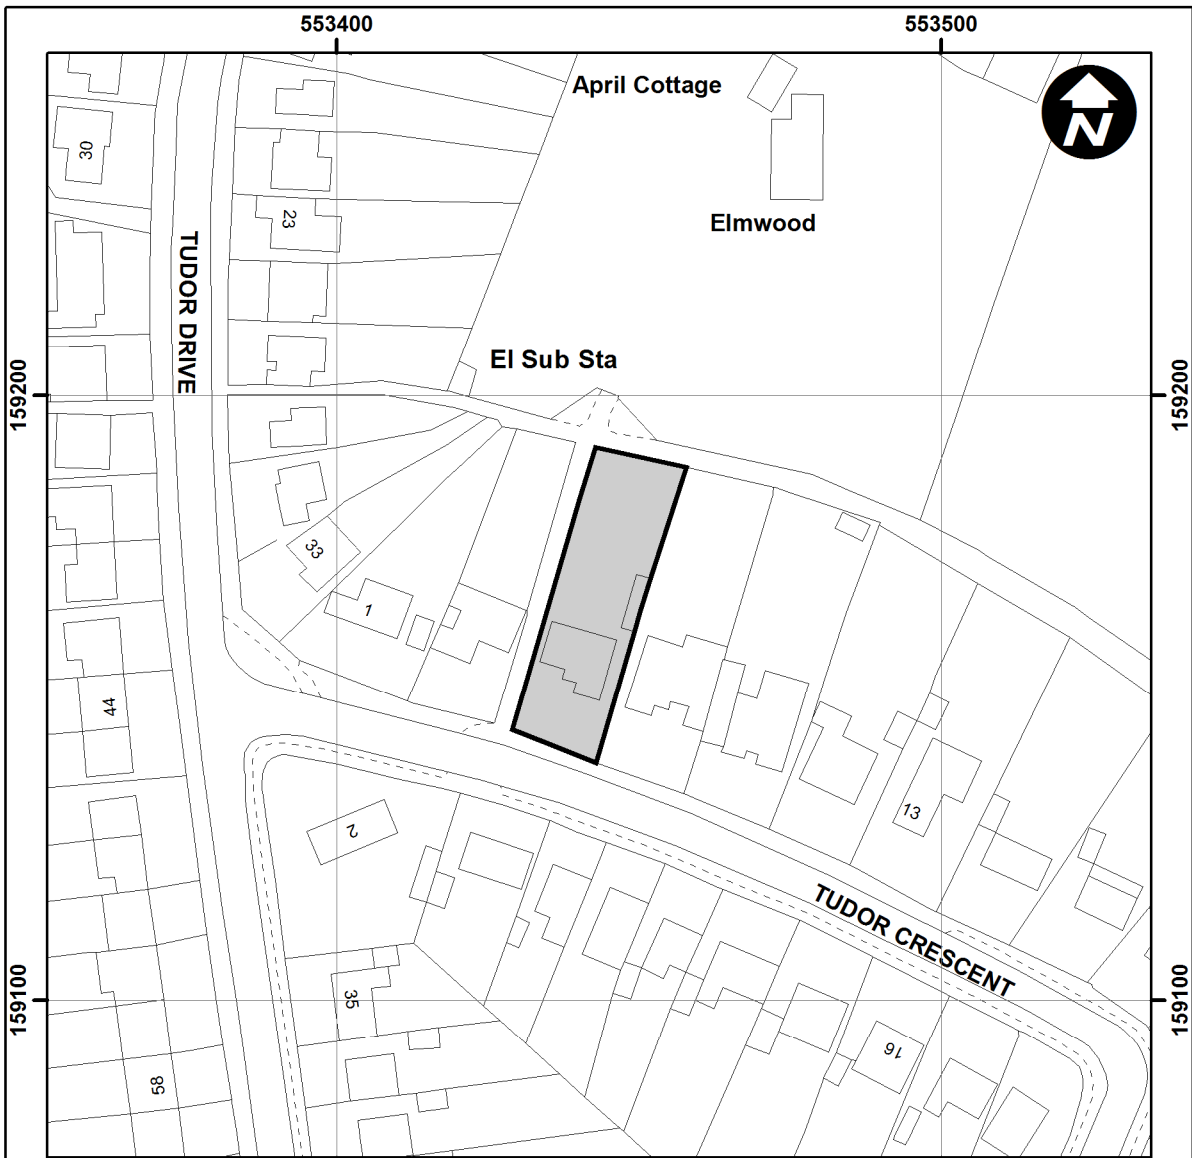 553400
553500
April Cottage
N
30
23
Elmwood
TUDOR DRIVE
El Sub Sta
159200
159200
33
1
44
2
13
TUDOR CRESCENT
35
159100
159100
16
58